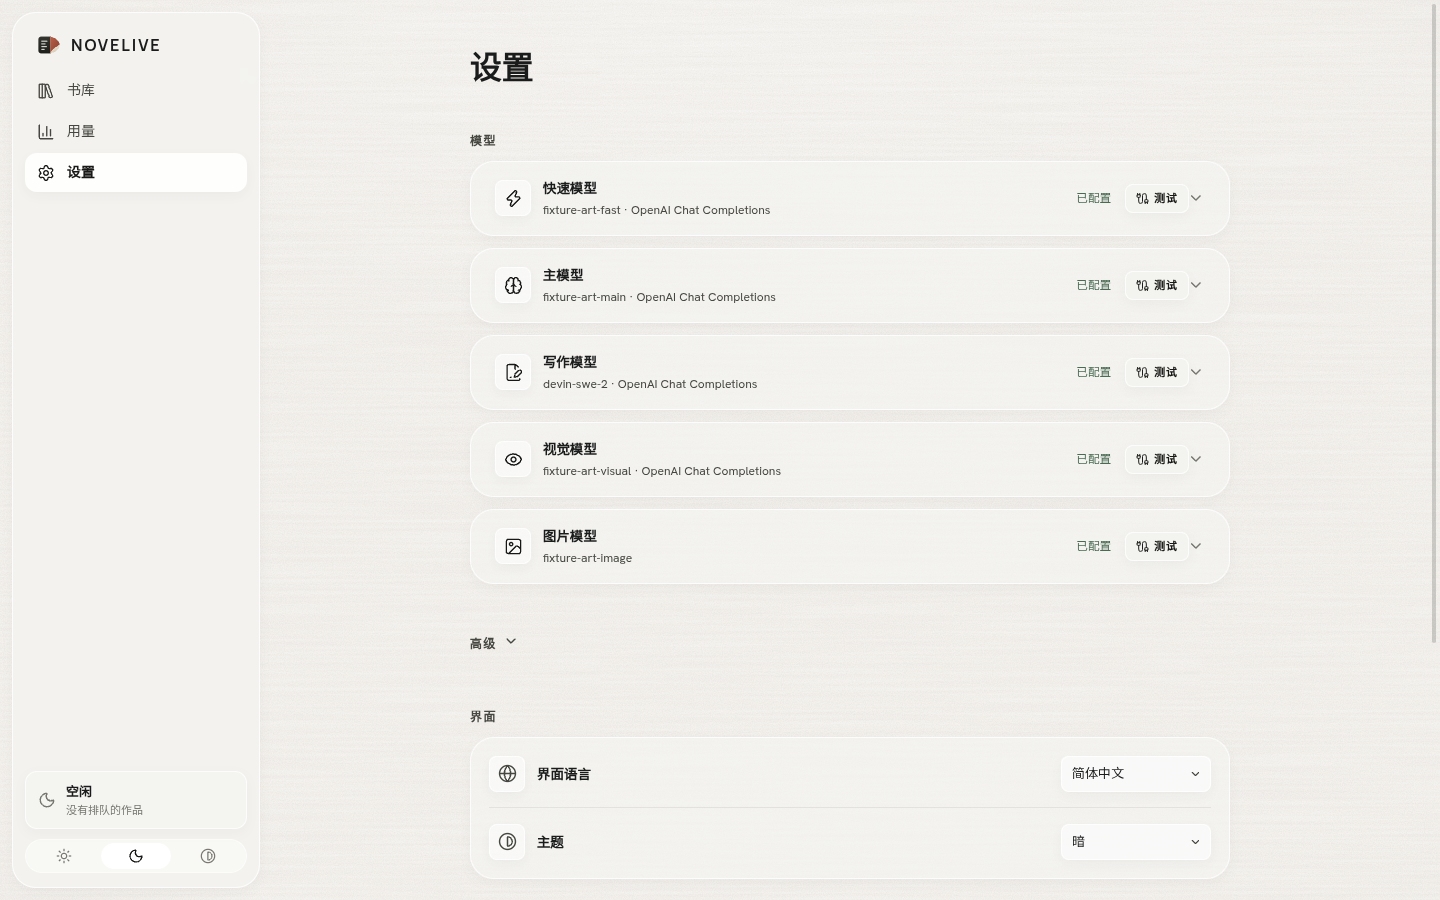 NOVELIVE
书库
用量
设置
空闲
没有排队的作品
设置
模型
快速模型
fixture-art-fast · OpenAI Chat Completions
已配置
测试
主模型
fixture-art-main · OpenAI Chat Completions
已配置
测试
写作模型
devin-swe-2 · OpenAI Chat Completions
已配置
测试
视觉模型
fixture-art-visual · OpenAI Chat Completions
已配置
测试
图片模型
fixture-art-image
已配置
测试
高级
界面
界面语言
简体中文
主题
暗